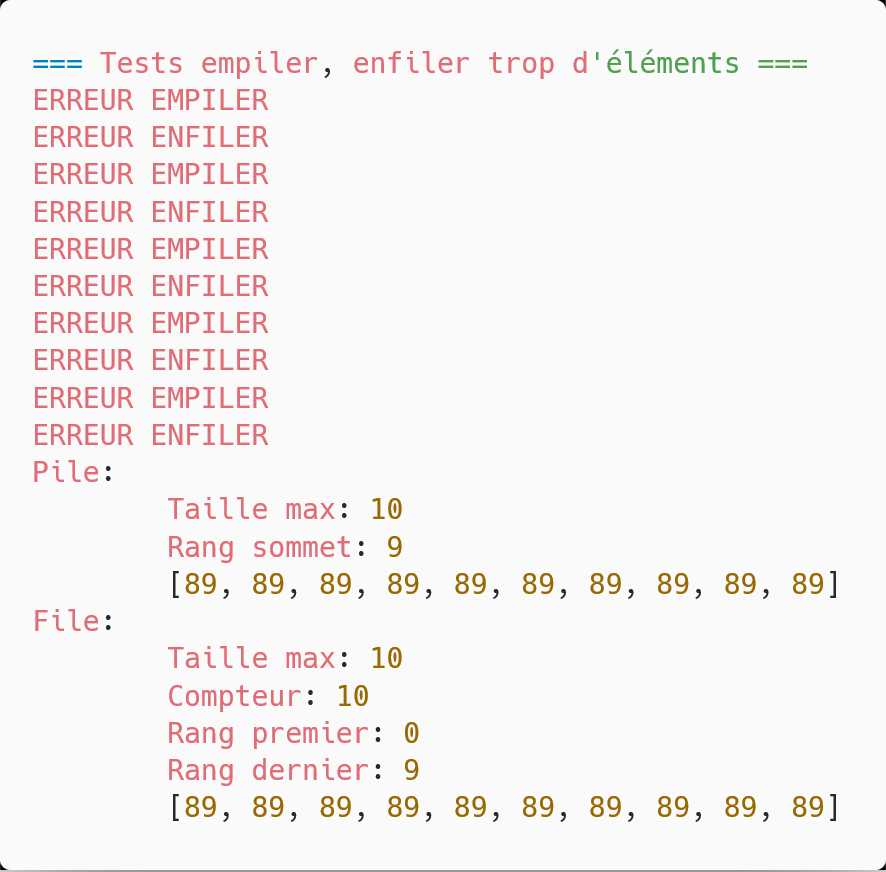 === Tests empiler, enfiler trop d'éléments ===
ERREUR EMPILER
ERREUR ENFILER
ERREUR EMPILER
ERREUR ENFILER
ERREUR EMPILER
ERREUR ENFILER
ERREUR EMPILER
ERREUR ENFILER
ERREUR EMPILER
ERREUR ENFILER
Pile:
Taille max: 10
Rang sommet: 9
[89, 89, 89, 89, 89, 89, 89, 89, 89, 89]
File:
Taille max: 10
Compteur: 10
Rang premier: 0
Rang dernier: 9
[89, 89, 89, 89, 89, 89, 89, 89, 89, 89]